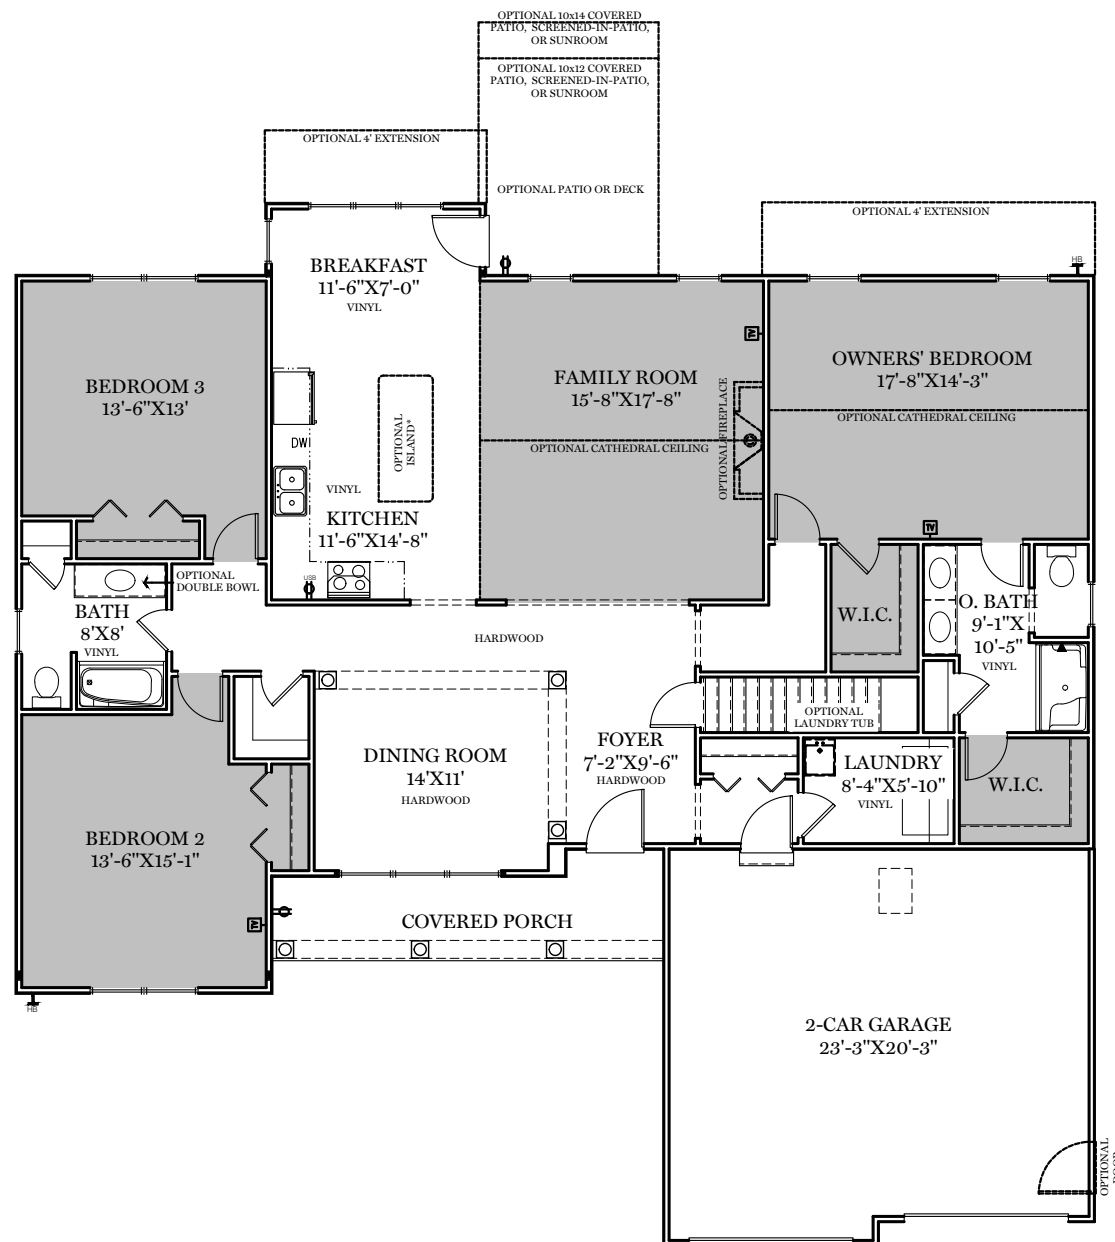 OPTIONAL 10x14 COVERED
PATIO, SCREENED-IN-PATIO,
OR SUNROOM
OPTIONAL 10x12 COVERED
PATIO, SCREENED-IN-PATIO,
OR SUNROOM
OPTIONAL 4' EXTENSION
OPTIONAL PATIO OR DECK
OPTIONAL 4' EXTENSION
HB
BREAKFAST
11'-6"X7'-0"
VINYL
TV
BEDROOM 3
13'-6"X13'
FAMILY ROOM
15'-8"X17'-8"
OPTIONAL CATHEDRAL CEILING
OPTIONAL FIREPLACE
OWNERS' BEDROOM
17'-8"X14'-3"
OPTIONAL CATHEDRAL CEILING
OPTIONAL
ISLAND*
DW
VINYL
KITCHEN
11'-6"X14'-8"
TV
USB
OPTIONAL
DOUBLE BOWL
BATH
8'X8'
VINYL
HARDWOOD
W.I.C.
O. BATH
9'-1"X
10'-5"
VINYL
OPTIONAL
LAUNDRY TUB
DINING ROOM
14'X11'
HARDWOOD
FOYER
7'-2"X9'-6"
HARDWOOD
LAUNDRY
8'-4"X5'-10"
VINYL
W.I.C.
BEDROOM 2
13'-6"X15'-1"
TV
COVERED PORCH
HB
2-CAR GARAGE
23'-3"X20'-3"
OPTIONAL
DOOR